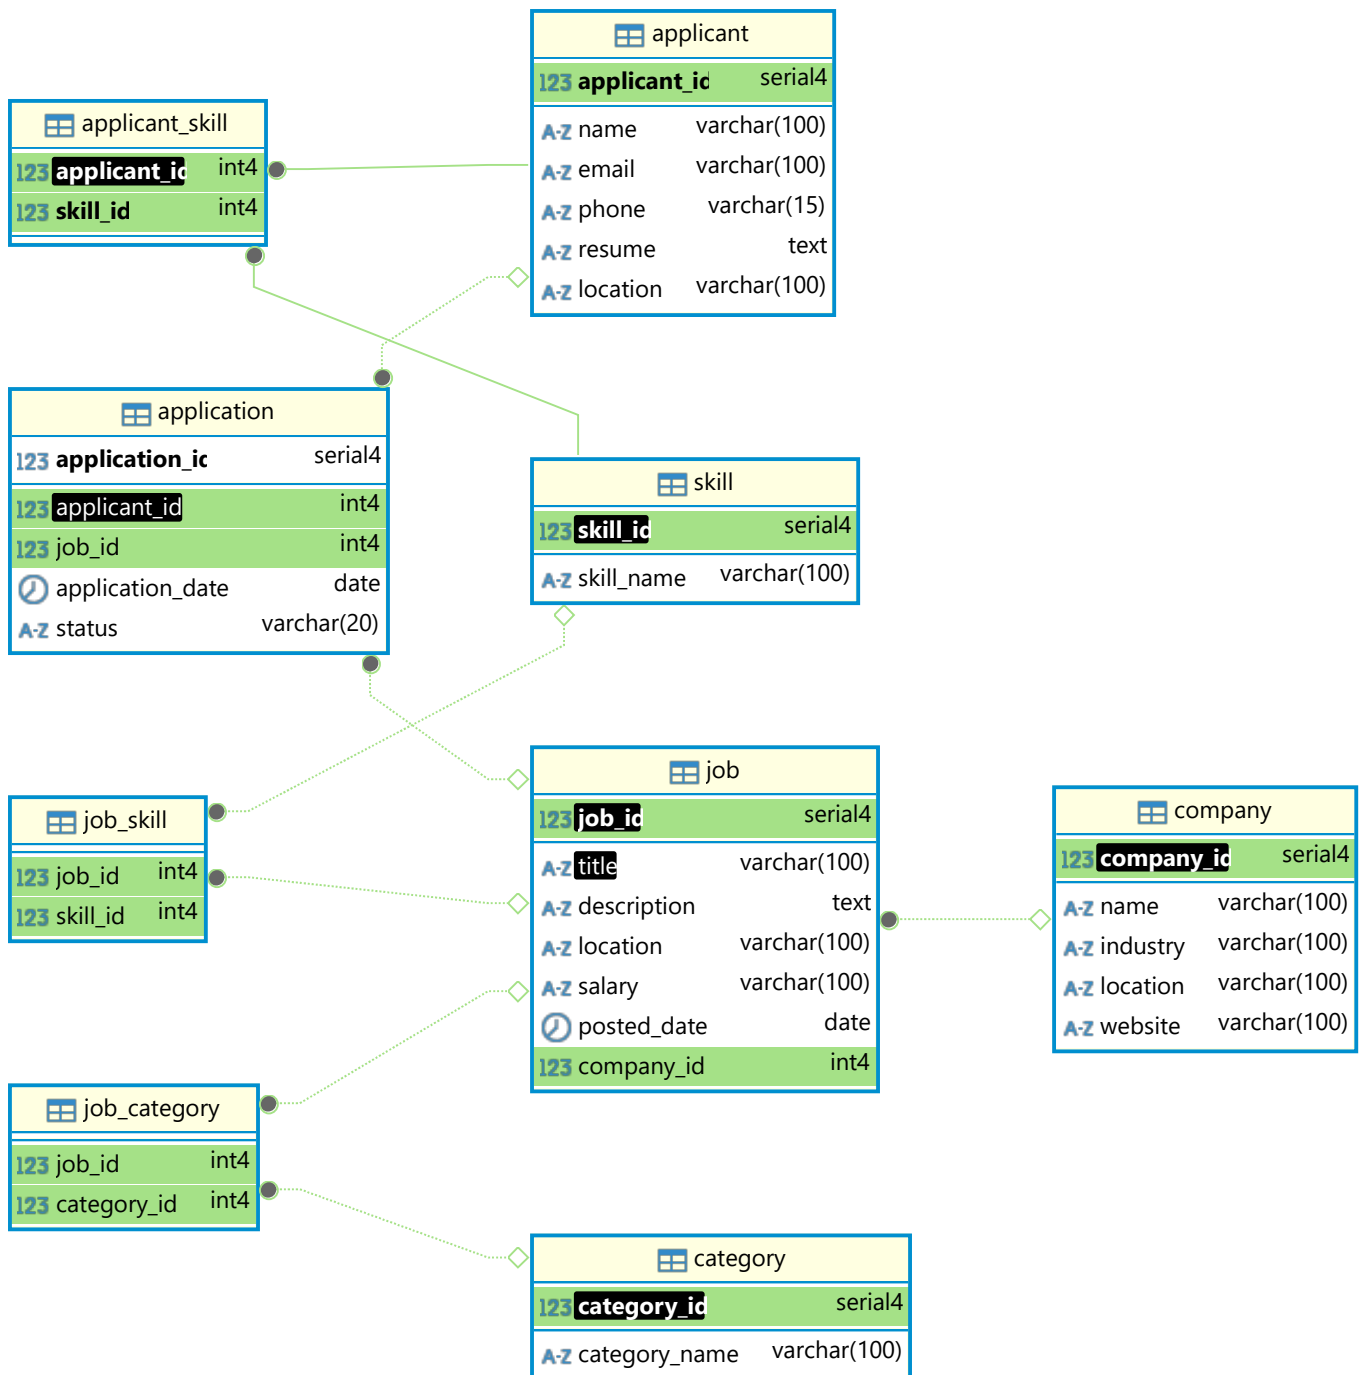 applicant
123 applicant_id serial4
A-Z name varchar(100)
A-Z email varchar(100)
A-Z phone varchar(15)
A-Z resume text
A-Z location varchar(100)
applicant_skill
123 applicant_id int4
123 skill_id int4
application
123 application_id serial4
123 applicant_id int4
123 job_id int4
application_date date
A-Z status varchar(20)
skill
123 skill_id serial4
A-Z skill_name varchar(100)
job
123 job_id serial4
A-Z title varchar(100)
A-Z description text
A-Z location varchar(100)
A-Z salary varchar(100)
posted_date date
123 company_id int4
company
123 company_id serial4
A-Z name varchar(100)
A-Z industry varchar(100)
A-Z location varchar(100)
A-Z website varchar(100)
job_skill
123 job_id int4
123 skill_id int4
job_category
123 job_id int4
123 category_id int4
category
123 category_id serial4
A-Z category_name varchar(100)